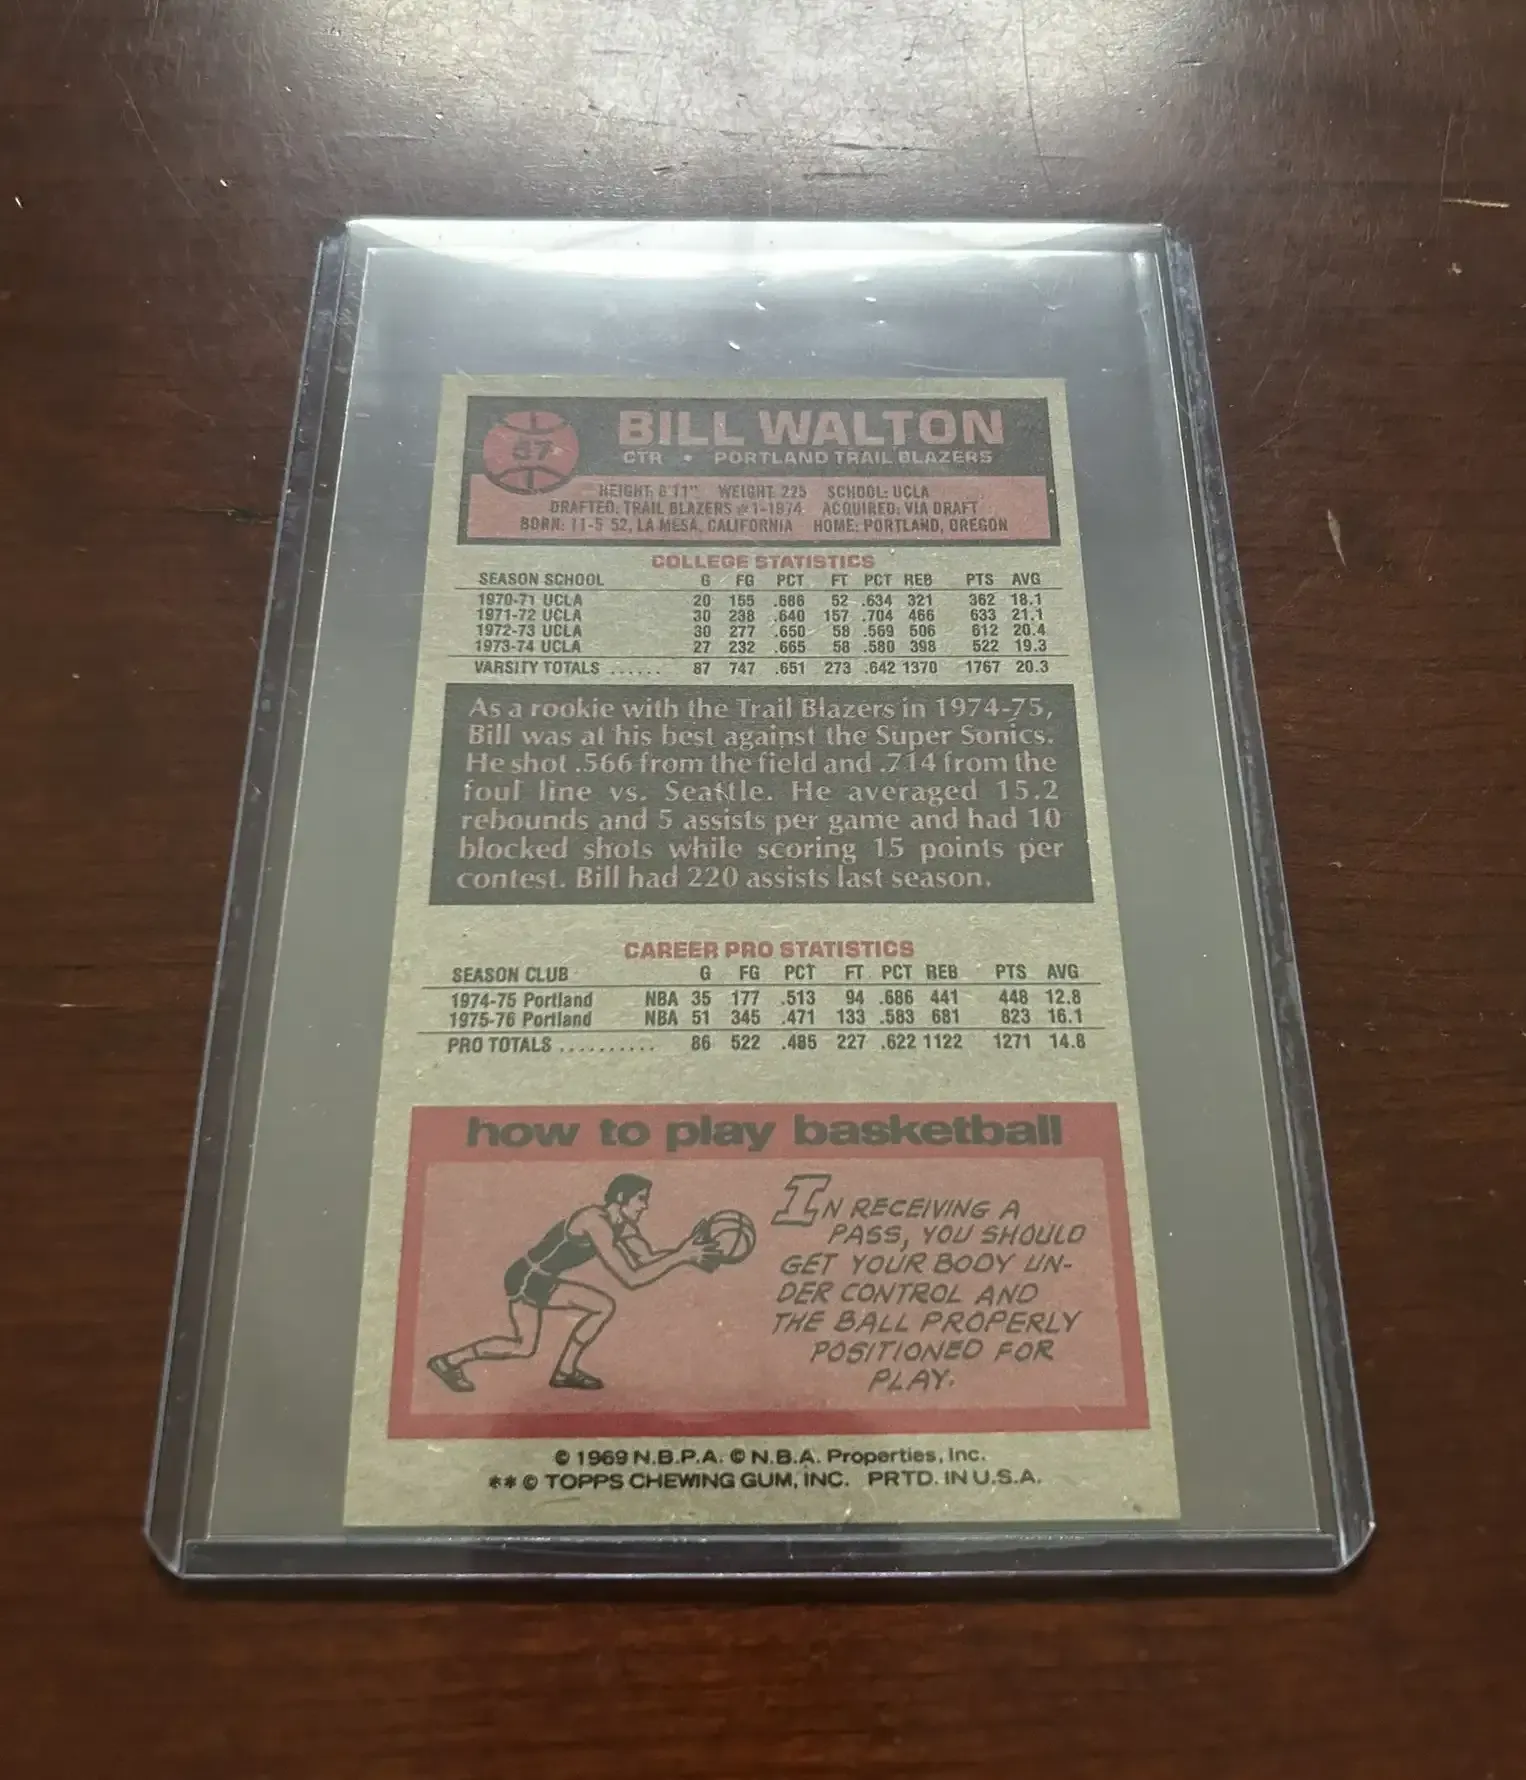 57
BILL WALTON
CTR • PORTLAND TRAIL BLAZERS
HEIGHT: 6'11" WEIGHT: 225 SCHOOL: UCLA
DRAFTED: TRAIL BLAZERS #1-1974 ACQUIRED: VIA DRAFT
BORN: 11-5-52, LA MESA, CALIFORNIA HOME: PORTLAND, OREGON
COLLEGE STATISTICS
SEASON SCHOOL G FG PCT FT PCT REB PTS AVG
1970-71 UCLA 20 155 .686 52 .634 321 362 18.1
1971-72 UCLA 30 238 .640 157 .704 466 633 21.1
1972-73 UCLA 30 277 .650 58 .569 506 612 20.4
1973-74 UCLA 27 232 .665 58 .580 398 522 19.3
VARSITY TOTALS ...... 87 747 .651 273 .642 1370 1767 20.3
As a rookie with the Trail Blazers in 1974-75,
Bill was at his best against the Super Sonics.
He shot .566 from the field and .714 from the
foul line vs. Seattle. He averaged 15.2
rebounds and 5 assists per game and had 10
blocked shots while scoring 15 points per
contest. Bill had 220 assists last season.
CAREER PRO STATISTICS
SEASON CLUB G FG PCT FT PCT REB PTS AVG
1974-75 Portland NBA 35 177 .513 94 .686 441 448 12.8
1975-76 Portland NBA 51 345 .471 133 .583 681 823 16.1
PRO TOTALS .......... 86 522 .485 227 .622 1122 1271 14.8
how to play basketball
IN RECEIVING A
PASS, YOU SHOULD
GET YOUR BODY UN-
DER CONTROL AND
THE BALL PROPERLY
POSITIONED FOR
PLAY.
© 1969 N.B.P.A. © N.B.A. Properties, Inc.
** © TOPPS CHEWING GUM, INC. PRTD. IN U.S.A.